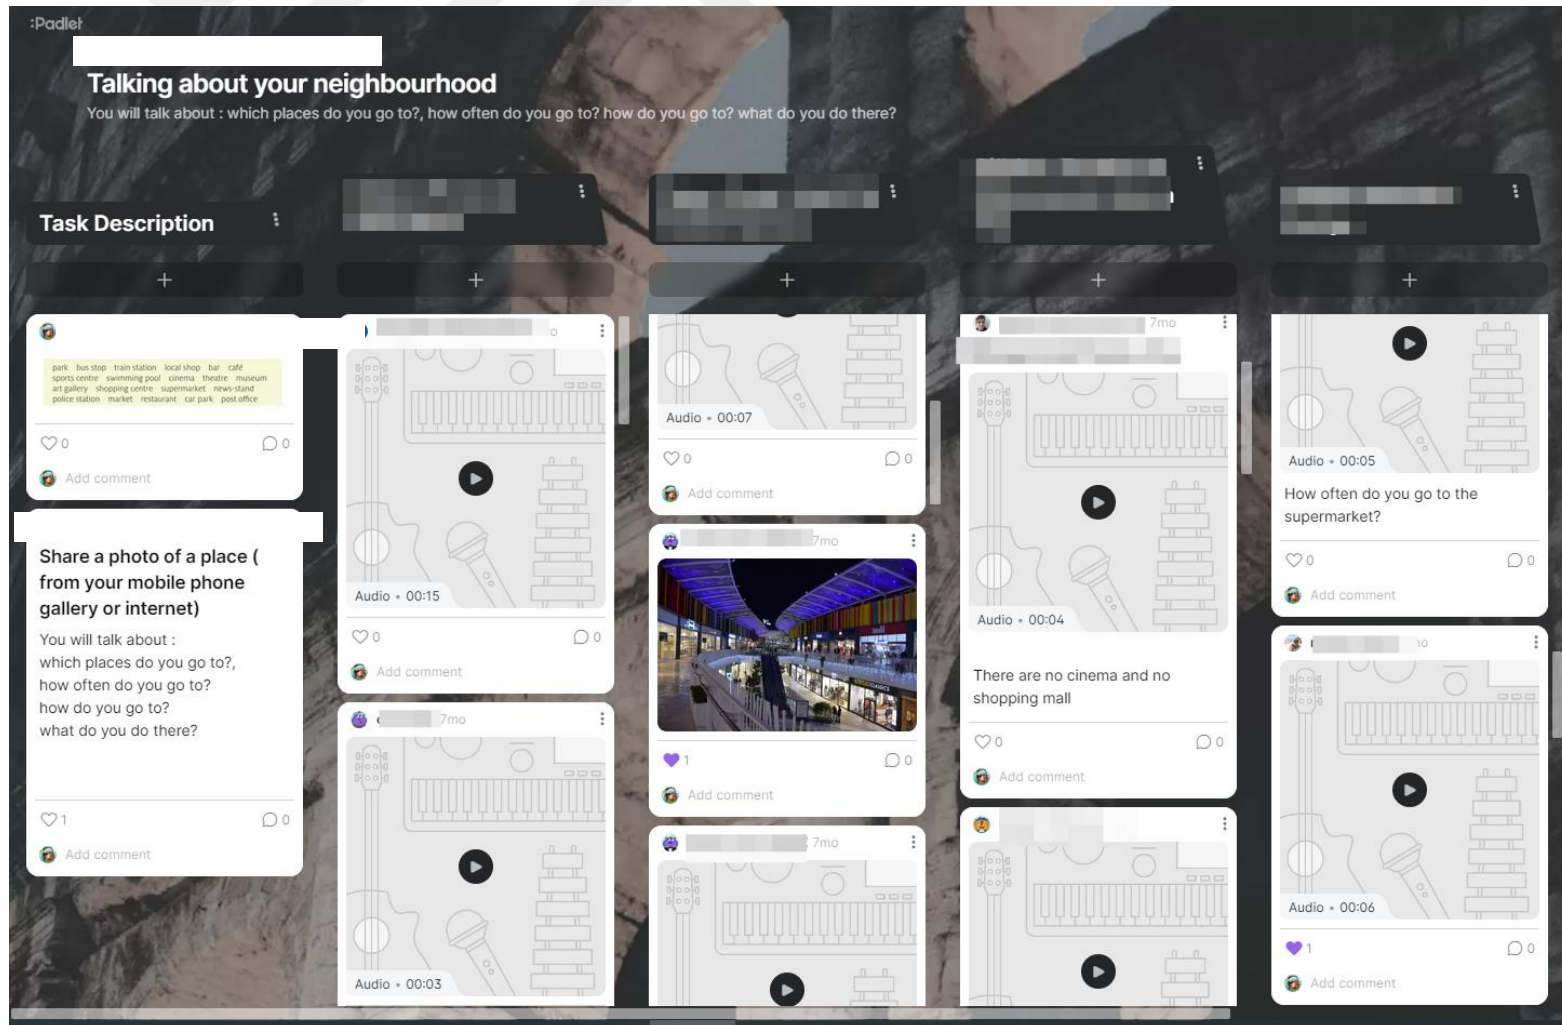 :Padlet
Talking about your neighbourhood
You will talk about : which places do you go to?, how often do you go to? how do you go to? what do you do there?
Task Description
park bus stop train station local shop bar café
sports centre swimming pool cinema theatre museum
art gallery shopping centre supermarket news-stand
police station market restaurant car park post office
0
0
Add comment
Share a photo of a place (
from your mobile phone
gallery or internet)
You will talk about :
which places do you go to?,
how often do you go to?
how do you go to?
what do you do there?
1
0
Add comment
Audio • 00:15
0
0
Add comment
7mo
Audio • 00:03
Audio • 00:07
0
0
Add comment
7mo
1
0
Add comment
7mo
7mo
Audio • 00:04
There are no cinema and no
shopping mall
0
0
Add comment
Audio • 00:05
How often do you go to the
supermarket?
0
0
Add comment
Audio • 00:06
1
0
Add comment